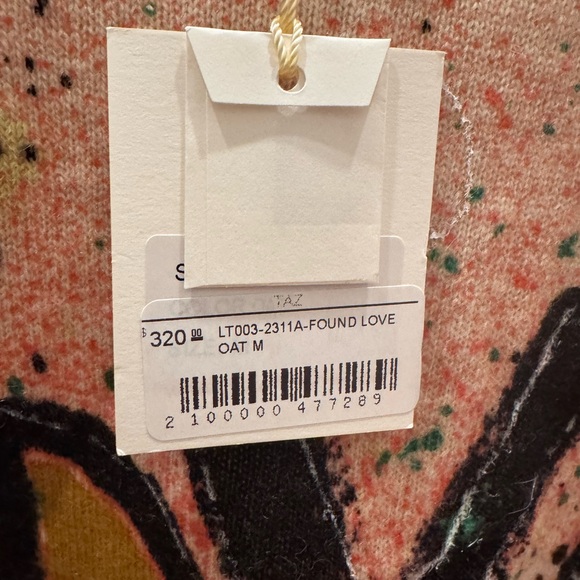 S
TAZ
$320.00 LT003-2311A-FOUND LOVE
OAT M
2 100000 477289